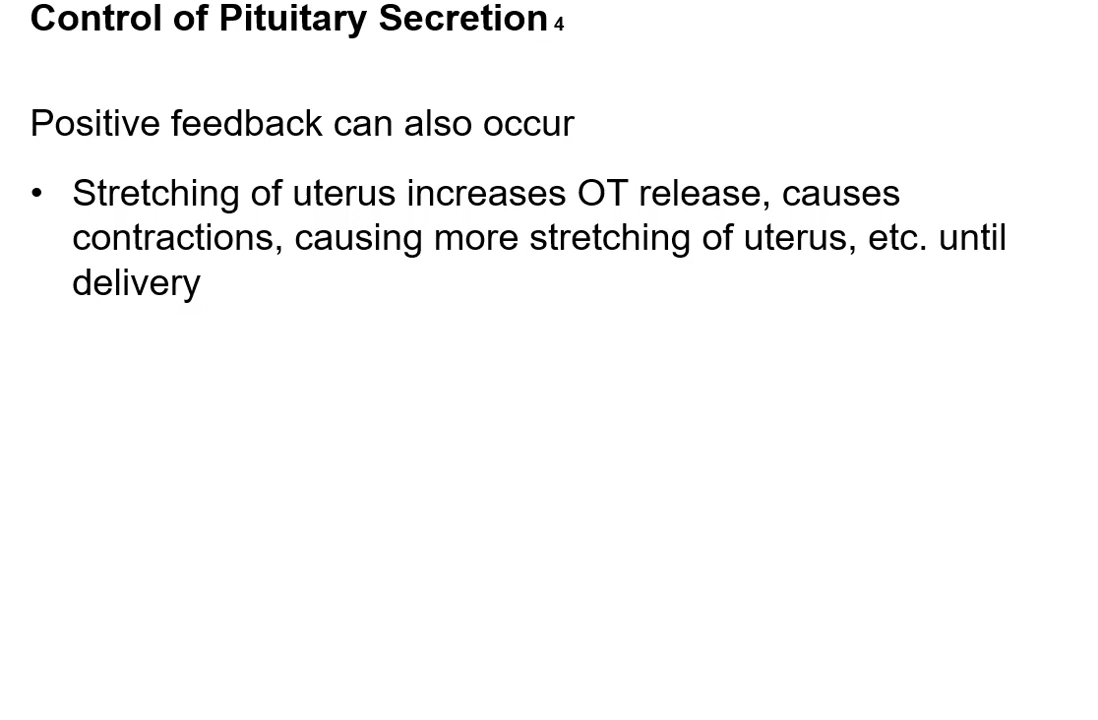 Control of Pituitary Secretion 4
Positive feedback can also occur
• Stretching of uterus increases OT release, causes
contractions, causing more stretching of uterus, etc. until
delivery